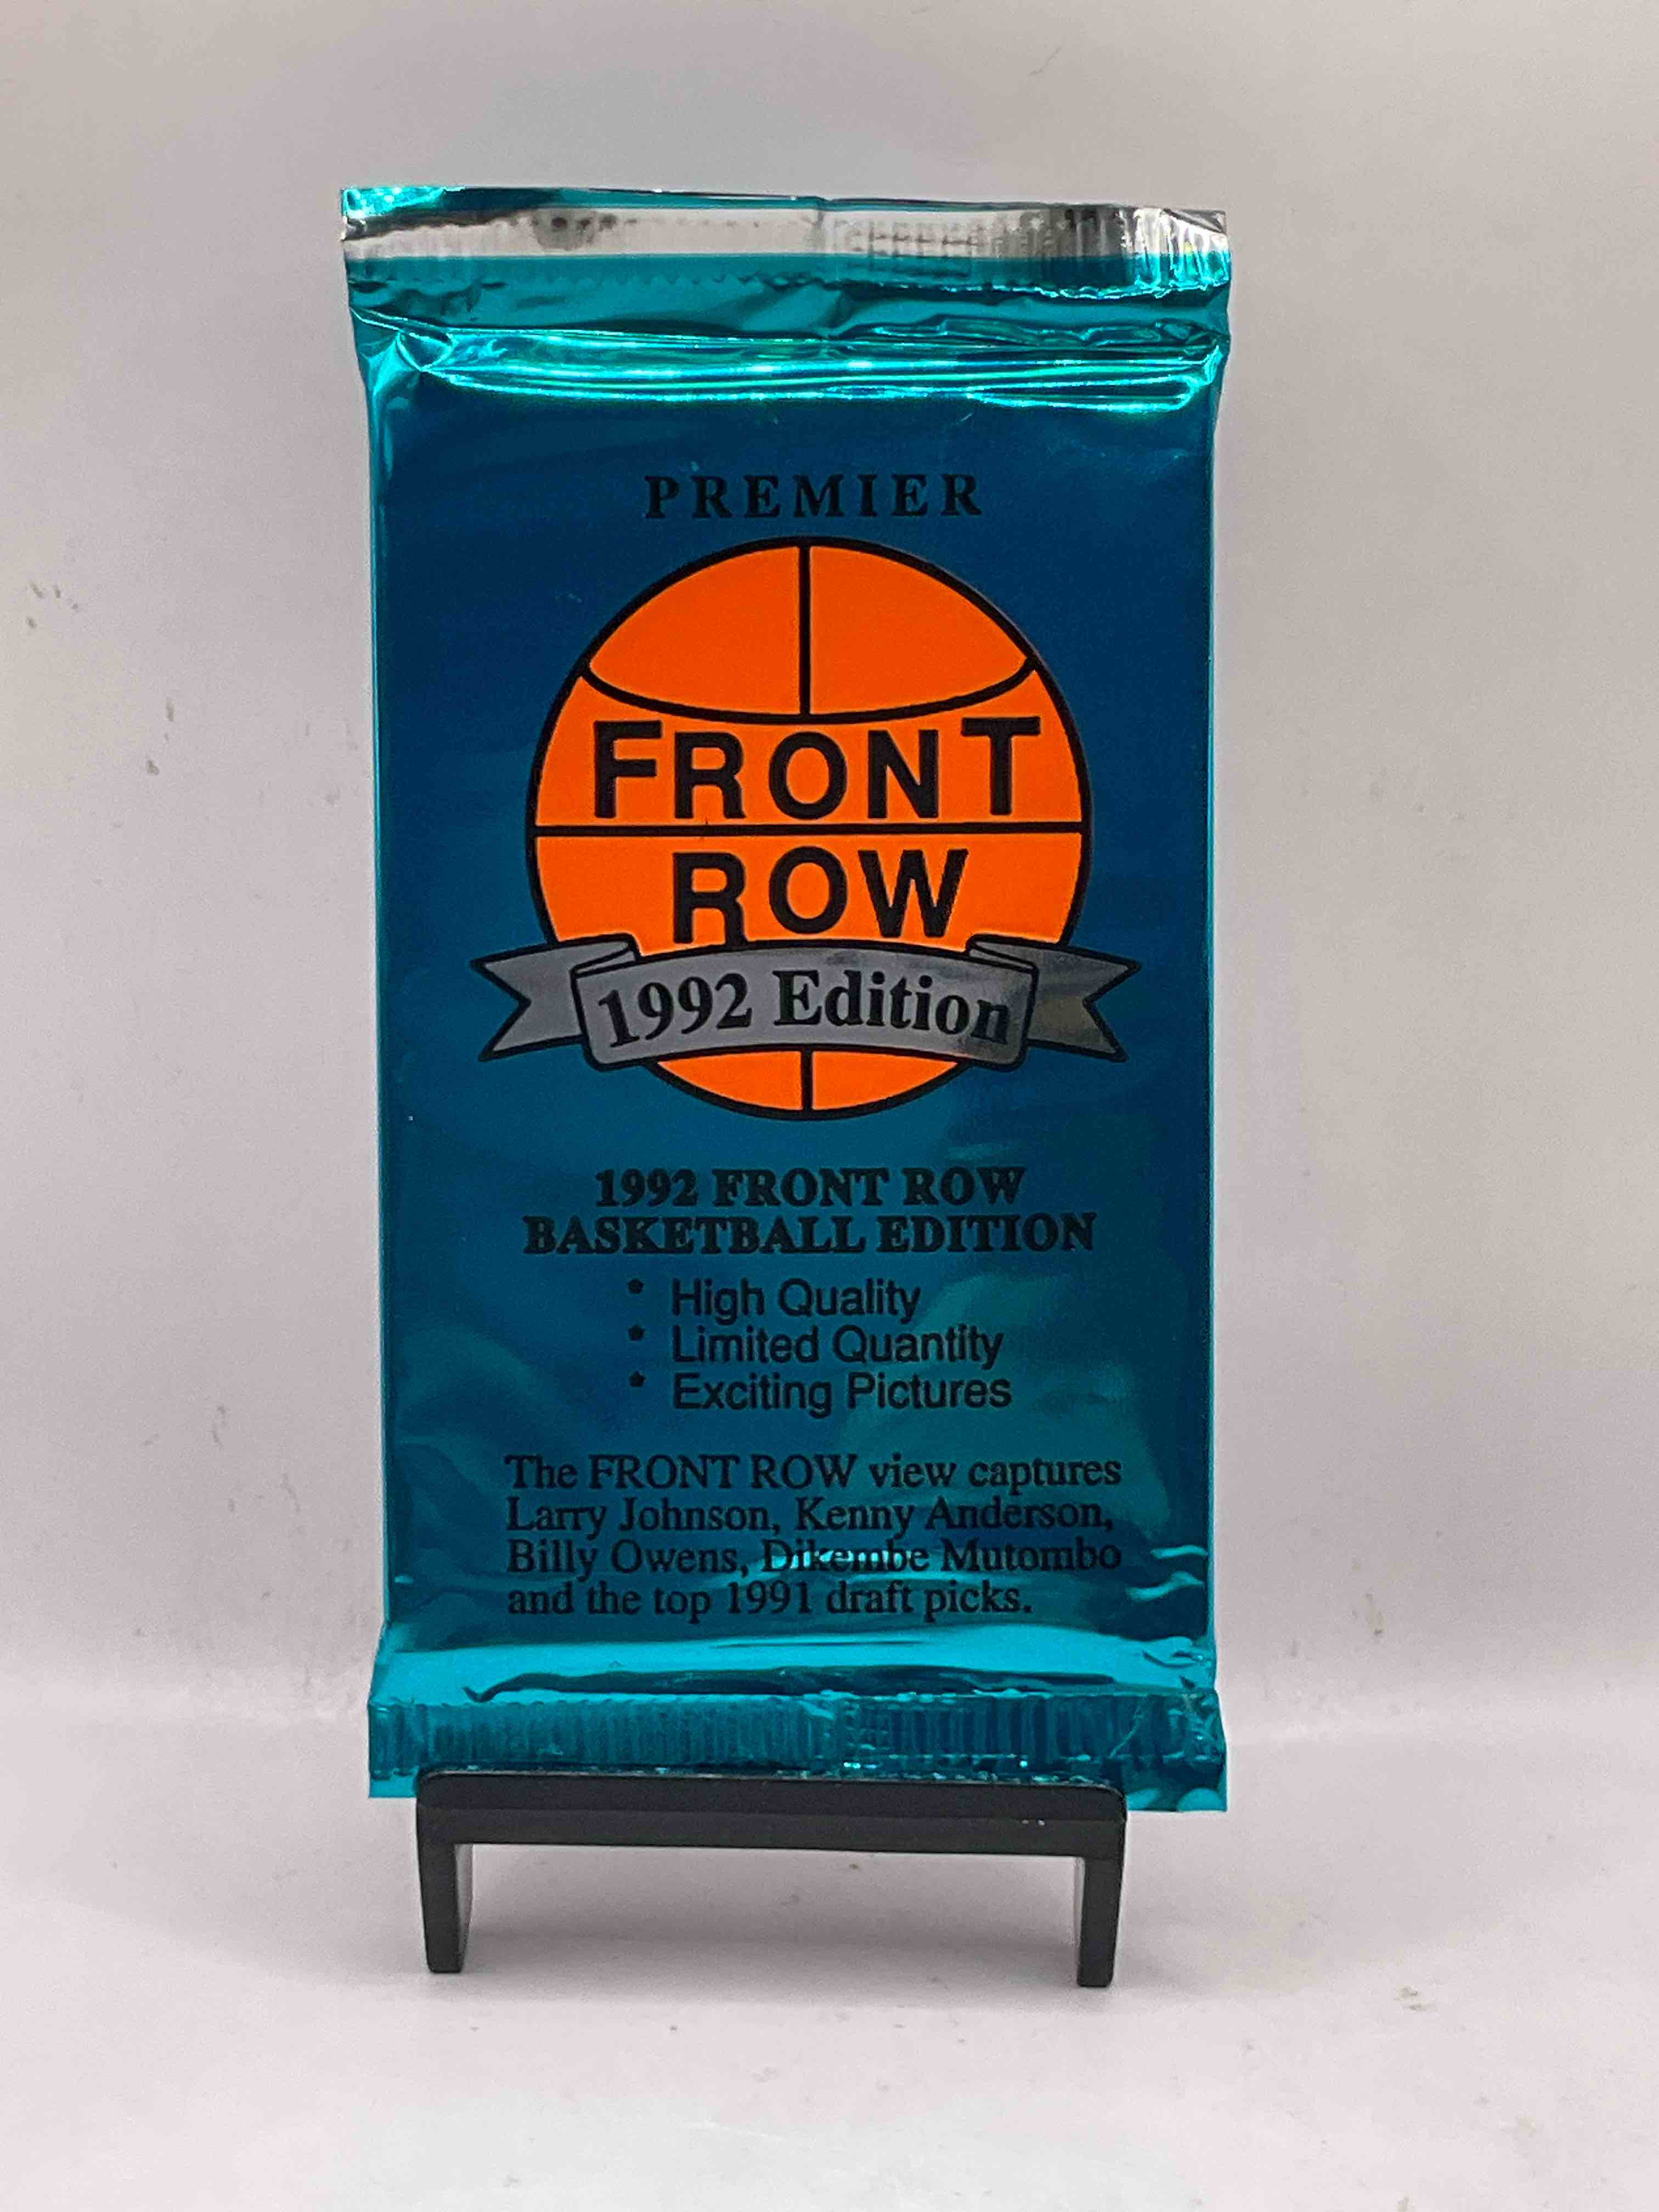 PREMIER
FRONT
ROW
1992 Edition
1992 FRONT ROW
BASKETBALL EDITION
* High Quality
* Limited Quantity
* Exciting Pictures
The FRONT ROW view captures
Larry Johnson, Kenny Anderson,
Billy Owens, Dikembe Mutombo
and the top 1991 draft picks.